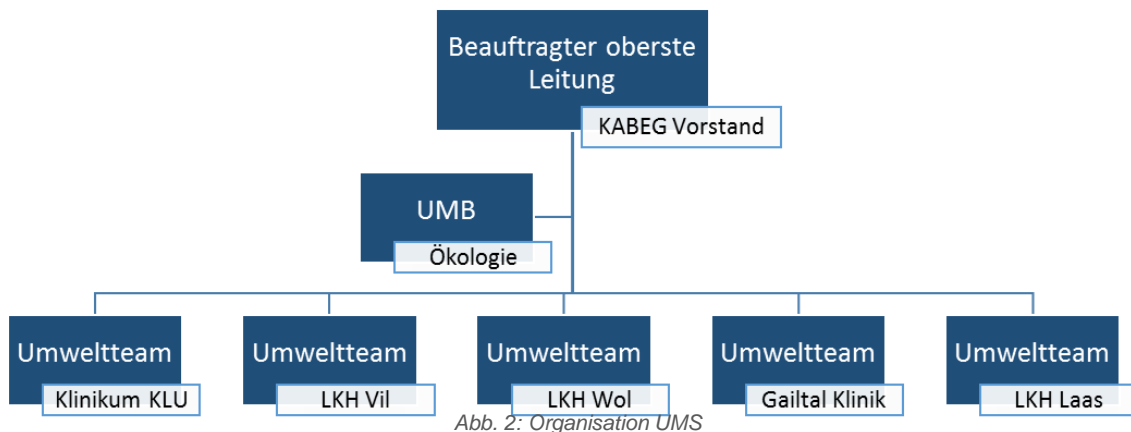 Beauftragter oberste
Leitung
KABEG Vorstand
UMB
Ökologie
Umweltteam
Klinikum KLU
Umweltteam
LKH Vil
Umweltteam
LKH Wol
Umweltteam
Gailtal Klinik
Umweltteam
LKH Laas
Abb. 2: Organisation UMS